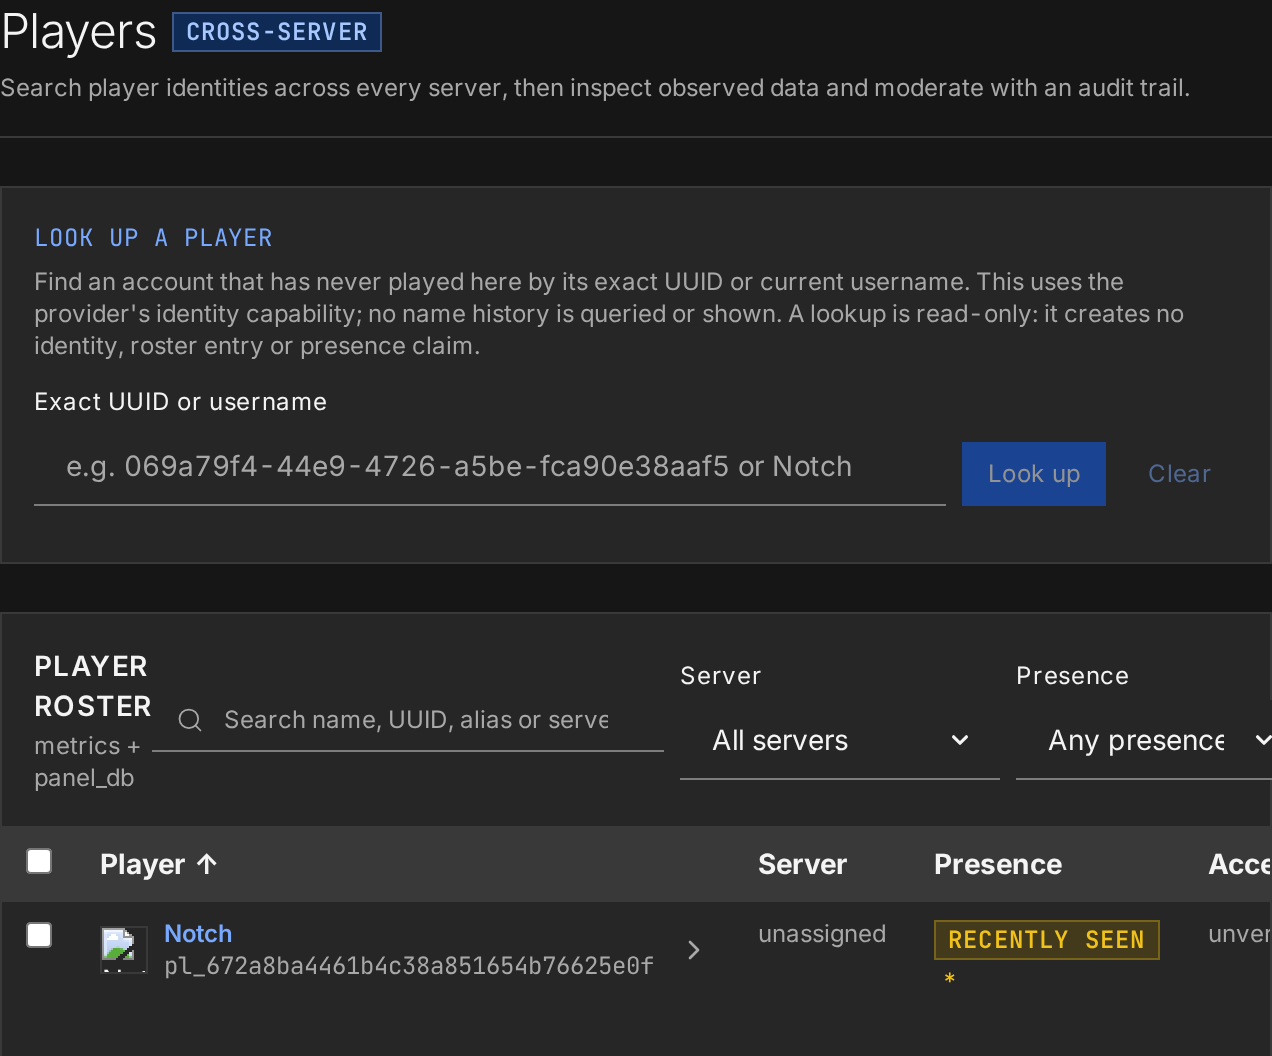 Players CROSS-SERVER
Search player identities across every server, then inspect observed data and moderate with an audit trail.
LOOK UP A PLAYER
Find an account that has never played here by its exact UUID or current username. This uses the
provider's identity capability; no name history is queried or shown. A lookup is read-only: it creates no
identity, roster entry or presence claim.
Exact UUID or username
e.g. 069a79f4-44e9-4726-a5be-fca90e38aaf5 or Notch
Look up
Clear
PLAYER
ROSTER
metrics +
panel_db
Search name, UUID, alias or serve
Server
All servers
Presence
Any presence
Player ↑ Server Presence Acce
Notch
pl_672a8ba4461b4c38a851654b76625e0f
unassigned
RECENTLY SEEN
*
unver